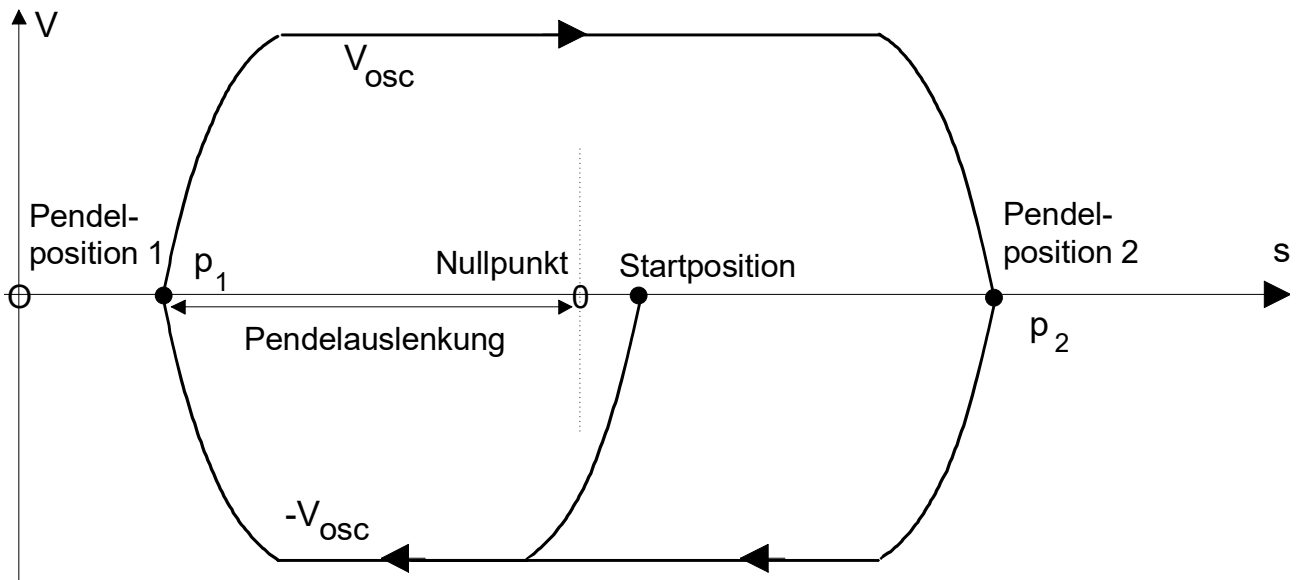 V
V
osc
Pendel-
position 1
Pendel-
position 2
p
1
Nullpunkt
Startposition
s
O
0
Pendelauslenkung
p
2
-V
osc